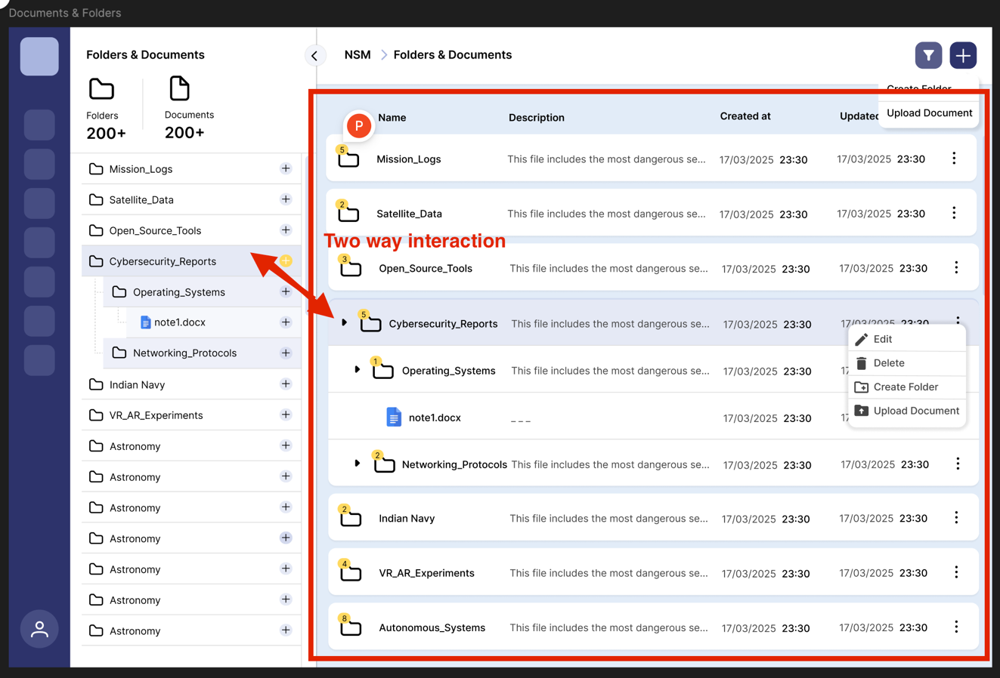 Documents & Folders
Folders & Documents
Folders
200+
Documents
200+
Mission_Logs
Satellite_Data
Open_Source_Tools
Cybersecurity_Reports
Operating_Systems
note1.docx
Networking_Protocols
Indian Navy
VR_AR_Experiments
Astronomy
Astronomy
Astronomy
Astronomy
Astronomy
Astronomy
Astronomy
NSM > Folders & Documents
Create Folder
Upload Document
P
Name Description Created at Updated
5 Mission_Logs This file includes the most dangerous se... 17/03/2025 23:30 17/03/2025 23:30
2 Satellite_Data This file includes the most dangerous se... 17/03/2025 23:30 17/03/2025 23:30
Two way interaction
3 Open_Source_Tools This file includes the most dangerous se... 17/03/2025 23:30 17/03/2025 23:30
5 Cybersecurity_Reports This file includes the most dangerous se... 17/03/2025 23:30 17/03/2025 23:30
Edit
Delete
Create Folder
Upload Document
1 Operating_Systems This file includes the most dangerous se... 17/03/2025 23:30 17
note1.docx _ _ _ 17/03/2025 23:30 17
2 Networking_Protocols This file includes the most dangerous se... 17/03/2025 23:30 17/03/2025 23:30
2 Indian Navy This file includes the most dangerous se... 17/03/2025 23:30 17/03/2025 23:30
4 VR_AR_Experiments This file includes the most dangerous se... 17/03/2025 23:30 17/03/2025 23:30
8 Autonomous_Systems This file includes the most dangerous se... 17/03/2025 23:30 17/03/2025 23:30